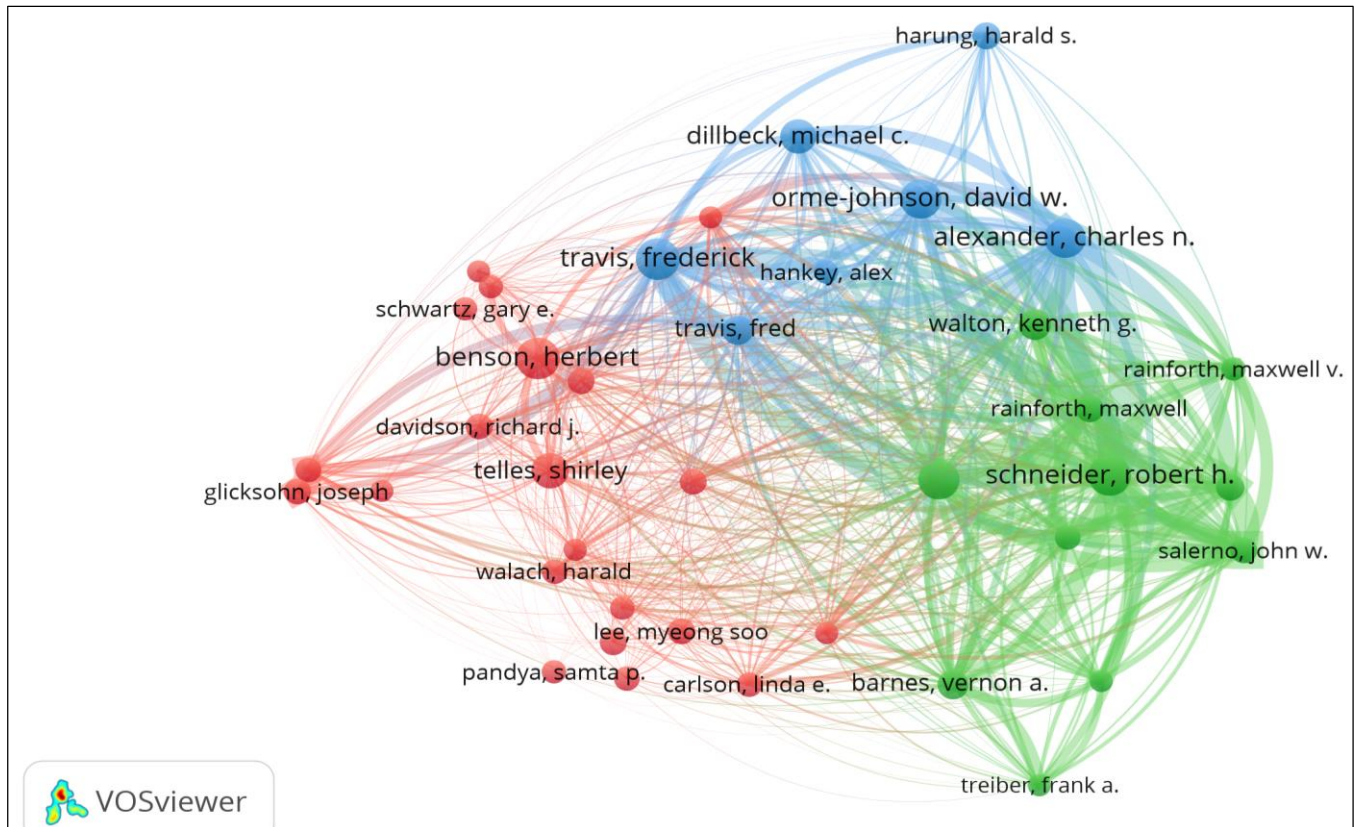 harung, harald s.
dillbeck, michael c.
orme-johnson, david w.
alexander, charles n.
travis, frederick
hankey, alex
schwartz, gary e.
travis, fred
walton, kenneth g.
benson, herbert
rainforth, maxwell v.
rainforth, maxwell
davidson, richard j.
telles, shirley
schneider, robert h.
glicksohn, joseph
salerno, john w.
walach, harald
lee, myeong soo
pandya, samta p.
carlson, linda e.
barnes, vernon a.
treiber, frank a.
VOSviewer